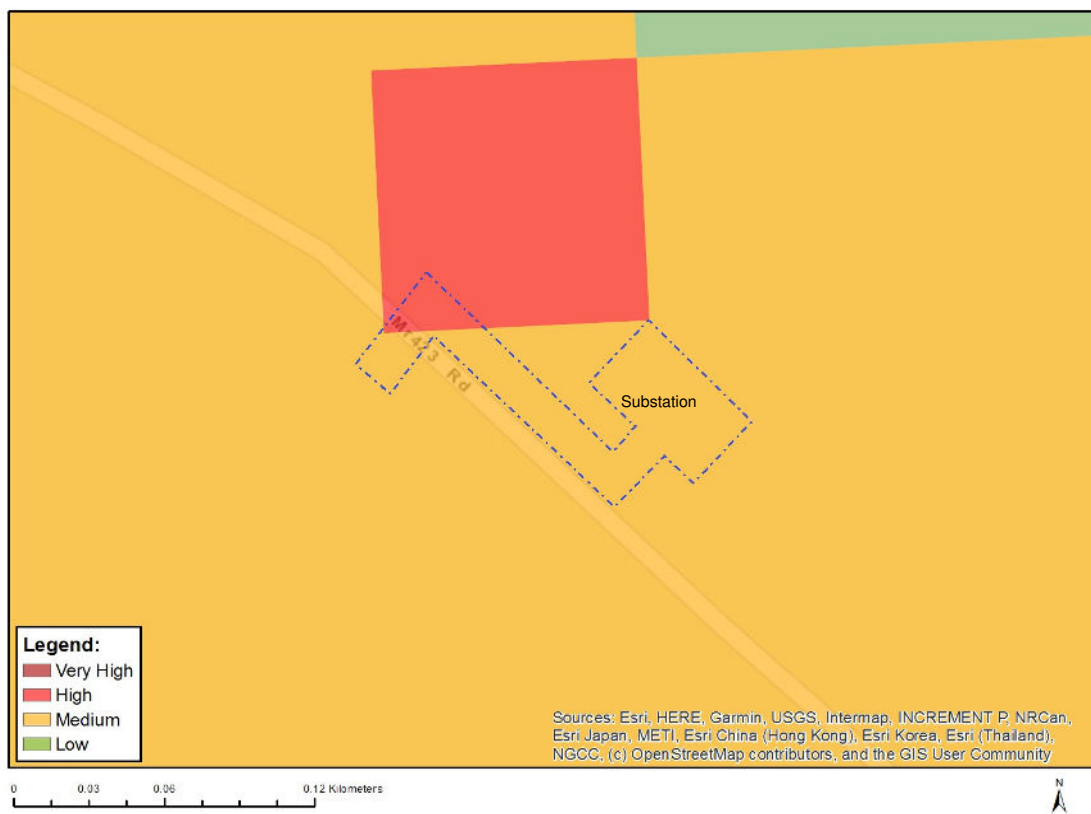 Mr423 Rd
Substation
Legend:
Very High
High
Medium
Low
Sources: Esri, HERE, Garmin, USGS, Intermap, INCREMENT P, NRCan,
Esri Japan, METI, Esri China (Hong Kong), Esri Korea, Esri (Thailand),
NGCC, (c) OpenStreetMap contributors, and the GIS User Community
0 0.03 0.06 0.12 Kilometers
N